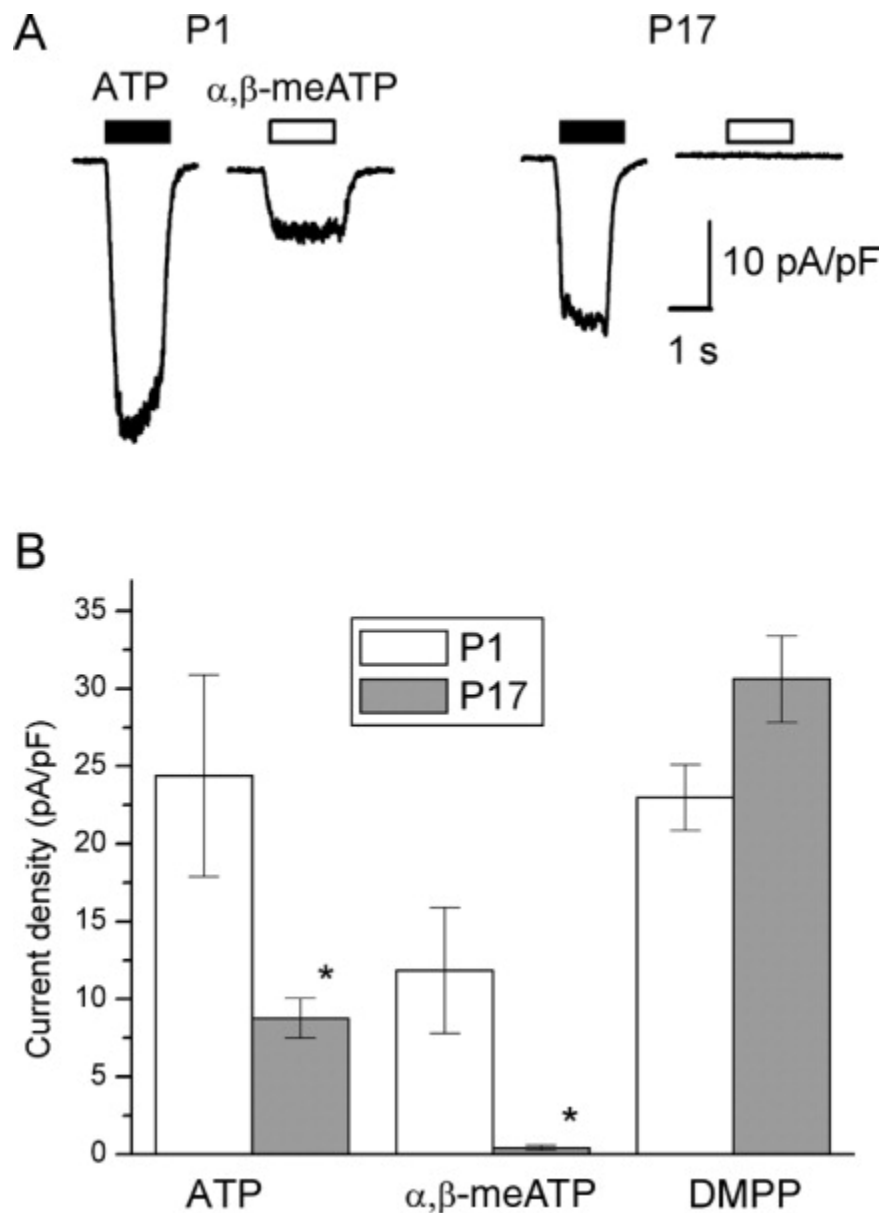 A
P1 P17
ATP α,β-meATP
10 pA/pF
1 s
B
Current density (pA/pF)
35
30
25
20
15
10
5
0
P1
P17
*
*
ATP α,β-meATP DMPP